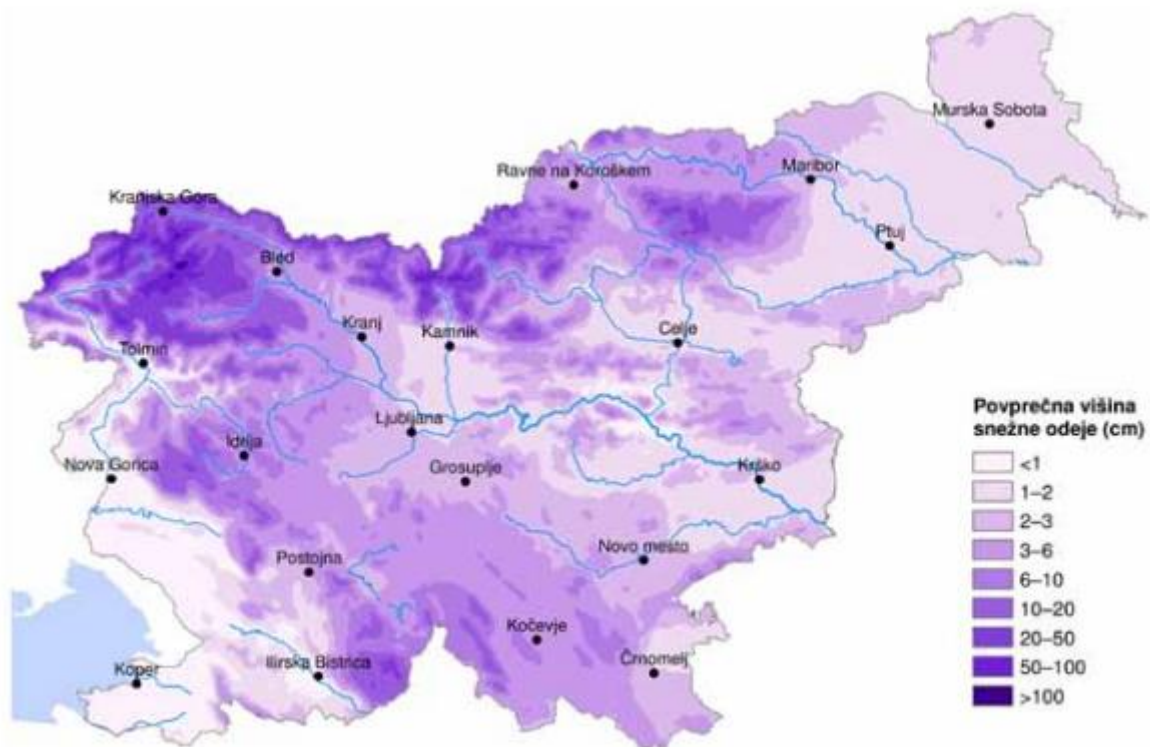 Murska Sobota
Ravne na Koroškem
Maribor
Kranjska Gora
Ptuj
Bled
Kranj
Kamnik
Celje
Tolmin
Ljubljana
Idrija
Nova Gorica
Grosuplje
Krško
Postojna
Novo mesto
Kočevje
Koper
Ilirska Bistrica
Črnomelj
Povprečna višina
snežne odeje (cm)
<1
1–2
2–3
3–6
6–10
10–20
20–50
50–100
>100